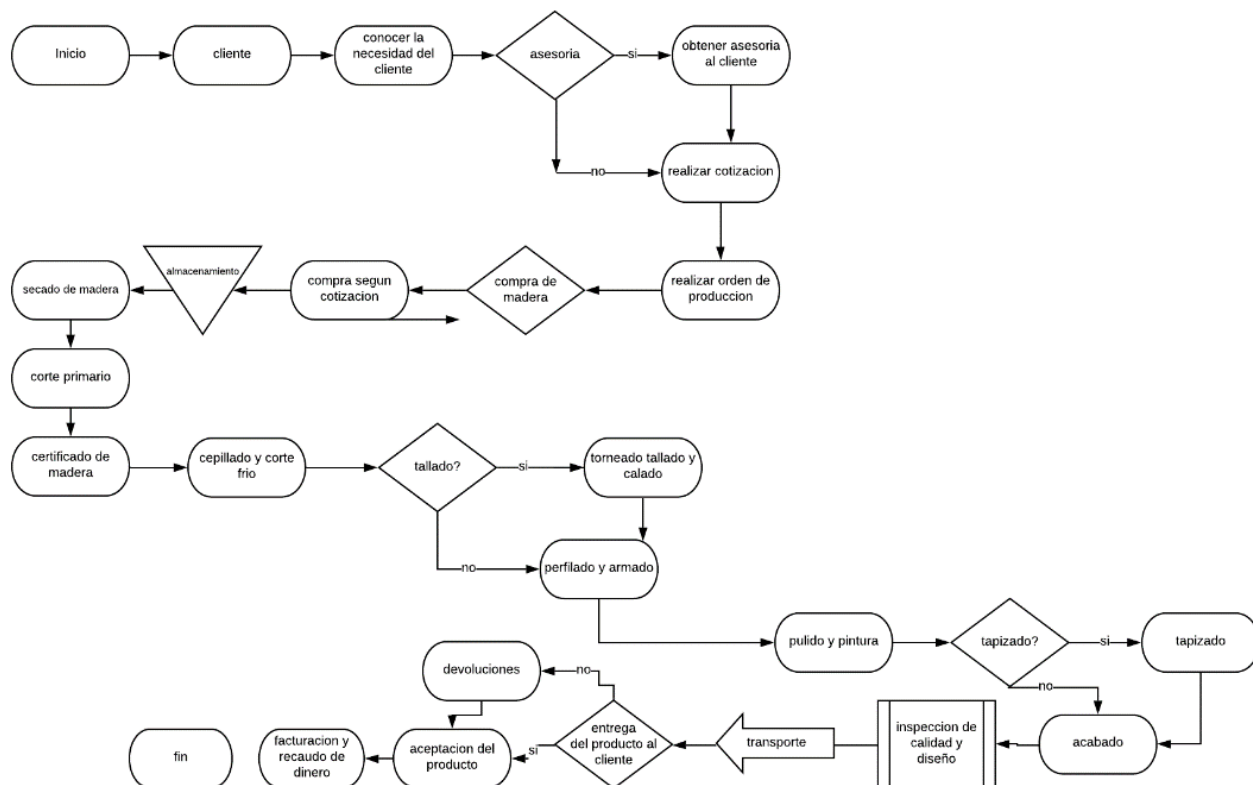 Inicio
cliente
conocer la
necesidad del
cliente
asesoria
si
obtener asesoria
al cliente
no
realizar cotizacion
realizar orden de
produccion
compra de
madera
compra segun
cotizacion
almacenamiento
secado de madera
corte primario
certificado de
madera
cepillado y corte
frio
tallado?
si
torneado tallado y
calado
no
perfilado y armado
pulido y pintura
tapizado?
si
tapizado
no
acabado
inspeccion de
calidad y
diseño
transporte
entrega
del producto al
cliente
no
devoluciones
si
aceptacion del
producto
facturacion y
recaudo de
dinero
fin